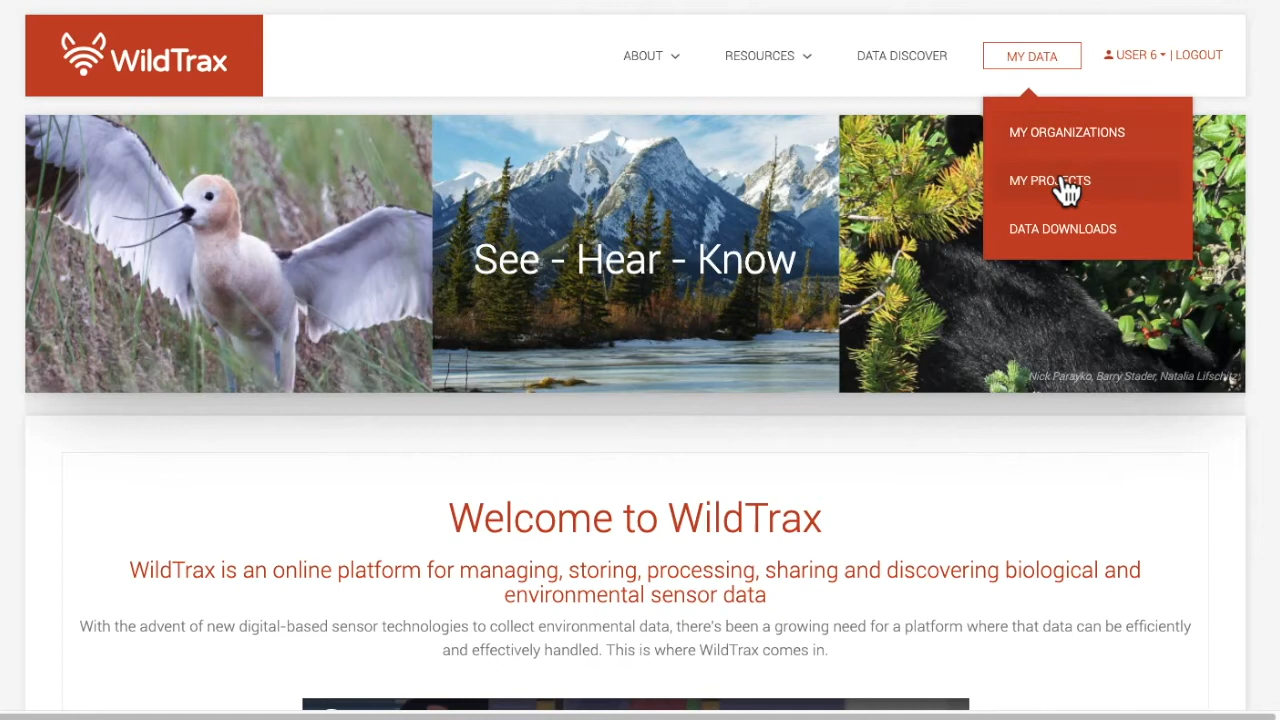 WildTrax
ABOUT
RESOURCES
DATA DISCOVER
MY DATA
USER 6 | LOGOUT
MY ORGANIZATIONS
MY PROJECTS
DATA DOWNLOADS
See - Hear - Know
Nick Parayko, Barry Stader, Natalia Lifschitz
Welcome to WildTrax
WildTrax is an online platform for managing, storing, processing, sharing and discovering biological and
environmental sensor data
With the advent of new digital-based sensor technologies to collect environmental data, there's been a growing need for a platform where that data can be efficiently
and effectively handled. This is where WildTrax comes in.